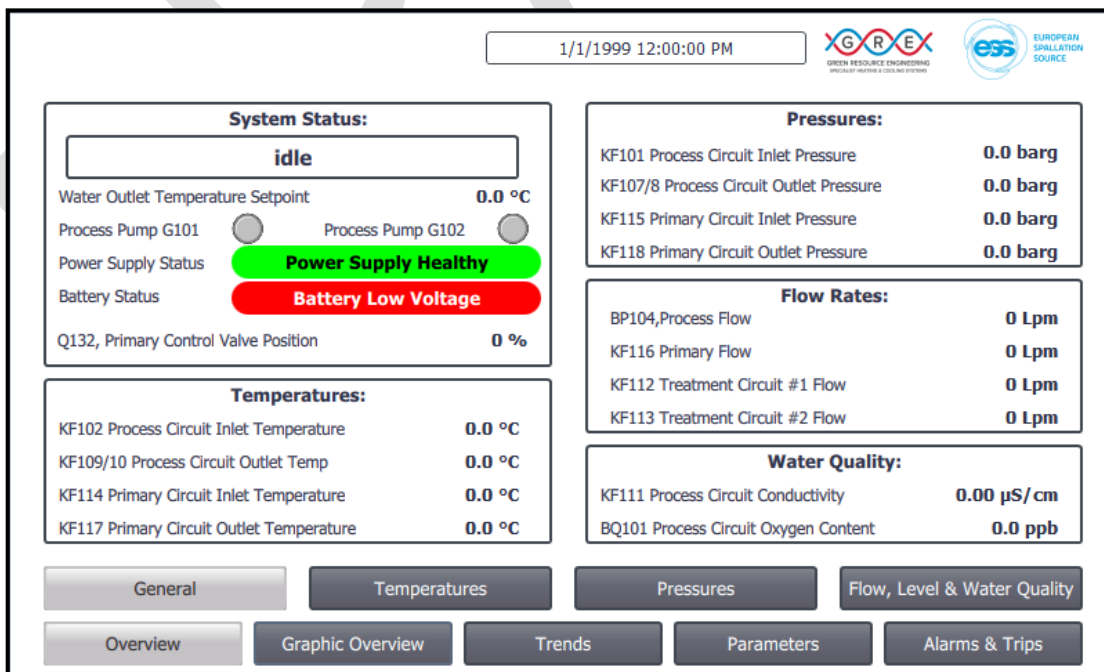 1/1/1999 12:00:00 PM
GREX
GREEN RESOURCE ENGINEERING
SPECIALIST HEATING & COOLING SYSTEMS
ess
EUROPEAN
SPALLATION
SOURCE
System Status:
idle
Water Outlet Temperature Setpoint 0.0 °C
Process Pump G101 Process Pump G102
Power Supply Status Power Supply Healthy
Battery Status Battery Low Voltage
Q132, Primary Control Valve Position 0 %
Temperatures:
KF102 Process Circuit Inlet Temperature 0.0 °C
KF109/10 Process Circuit Outlet Temp 0.0 °C
KF114 Primary Circuit Inlet Temperature 0.0 °C
KF117 Primary Circuit Outlet Temperature 0.0 °C
Pressures:
KF101 Process Circuit Inlet Pressure 0.0 barg
KF107/8 Process Circuit Outlet Pressure 0.0 barg
KF115 Primary Circuit Inlet Pressure 0.0 barg
KF118 Primary Circuit Outlet Pressure 0.0 barg
Flow Rates:
BP104,Process Flow 0 Lpm
KF116 Primary Flow 0 Lpm
KF112 Treatment Circuit #1 Flow 0 Lpm
KF113 Treatment Circuit #2 Flow 0 Lpm
Water Quality:
KF111 Process Circuit Conductivity 0.00 µS/cm
BQ101 Process Circuit Oxygen Content 0.0 ppb
General Temperatures Pressures Flow, Level & Water Quality
Overview Graphic Overview Trends Parameters Alarms & Trips